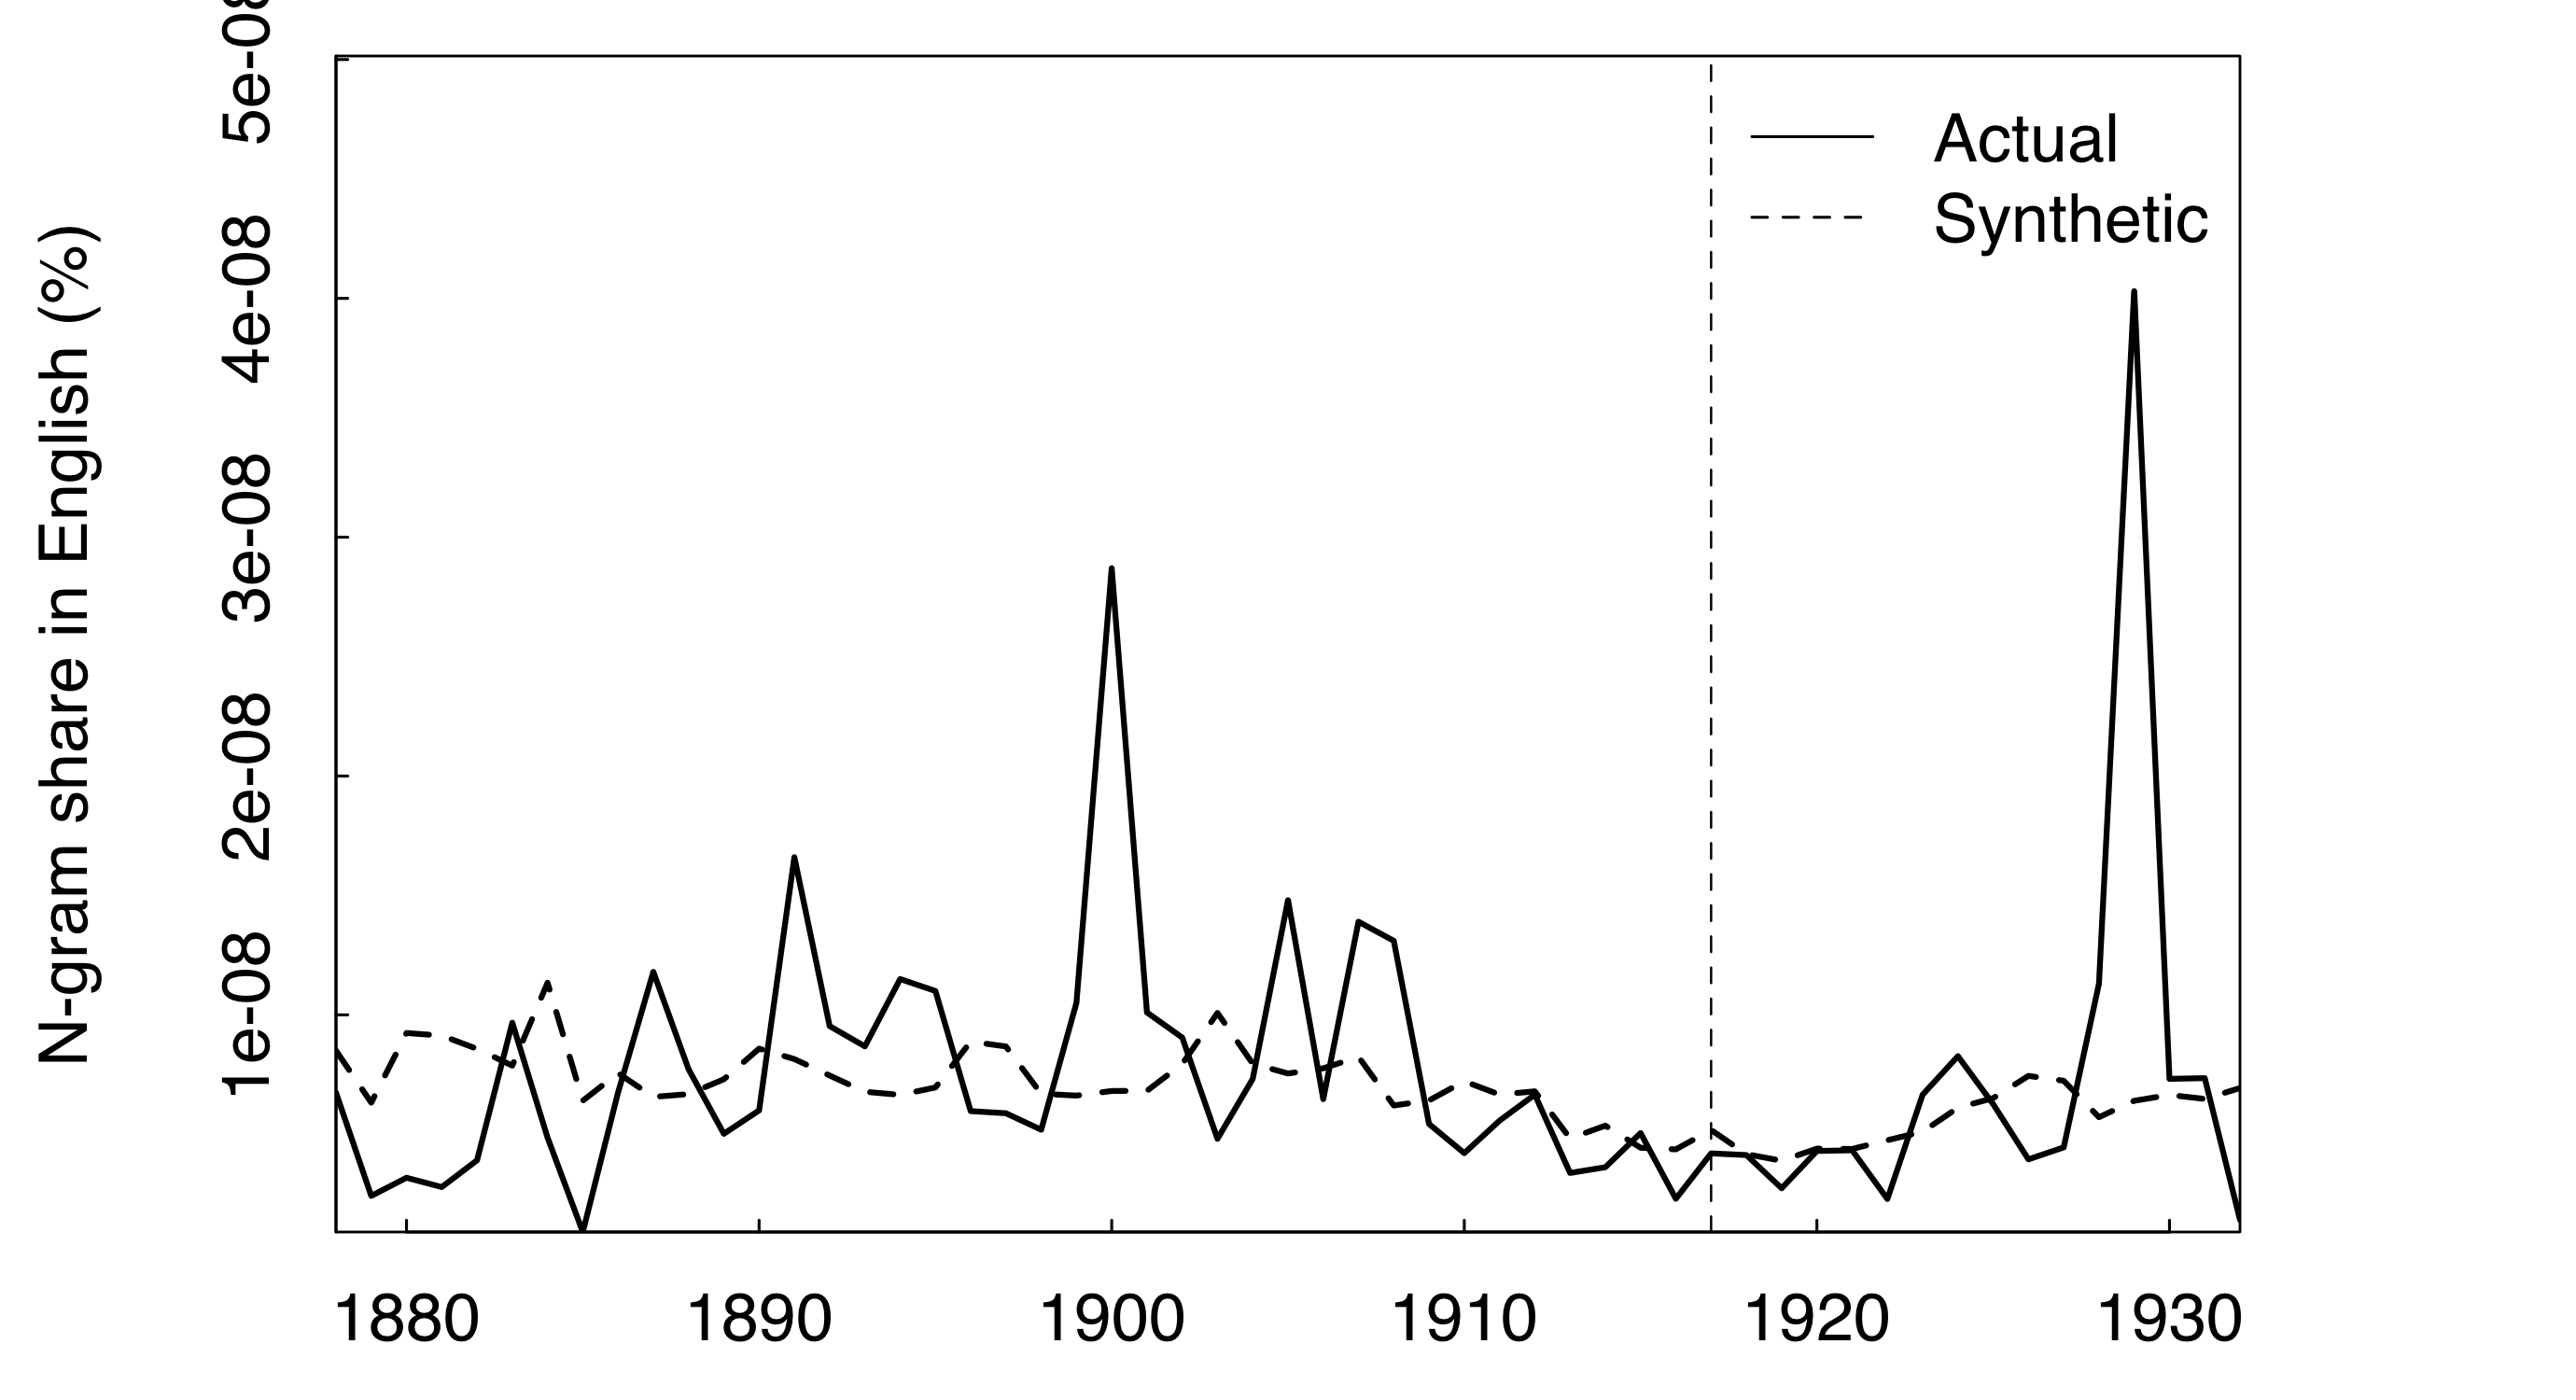 N-gram share in English (%)
5e-08
4e-08
3e-08
2e-08
1e-08
Actual
Synthetic
1880 1890 1900 1910 1920 1930